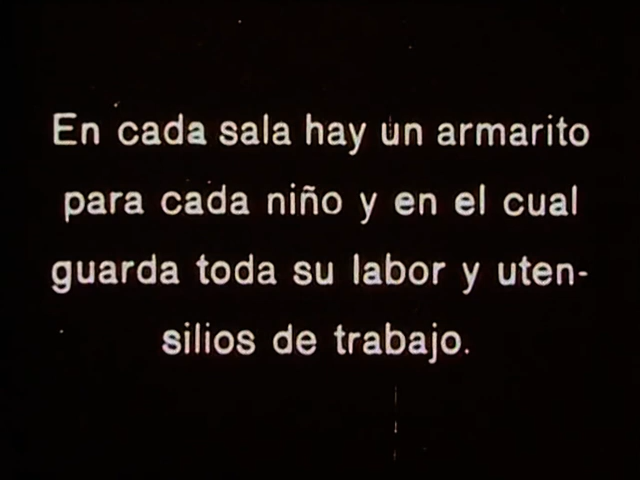 En cada sala hay un armarito
para cada niño y en el cual
guarda toda su labor y uten-
silios de trabajo.